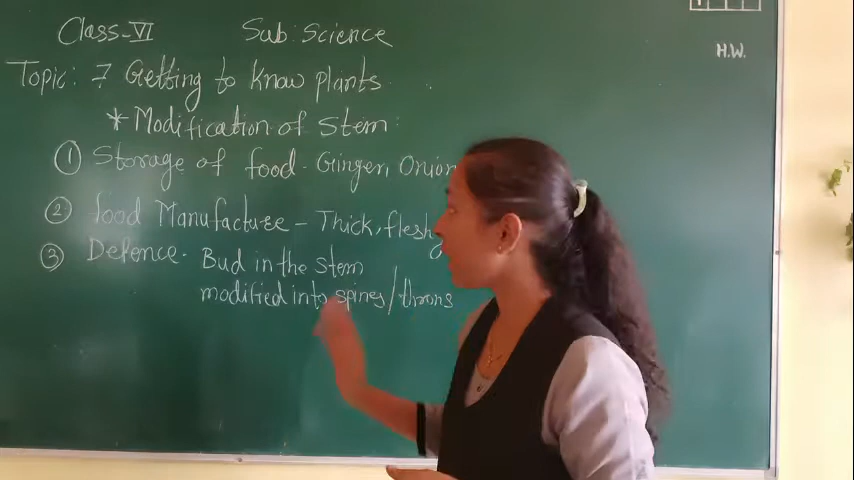 Class-VI Sub: Science
H.W.
Topic: 7 Getting to Know plants
* Modification of Stem:
① Storage of food - Ginger, Onion
② food Manufacture - Thick, fleshy
③ Defence. Bud in the stem
modified into spines/throns